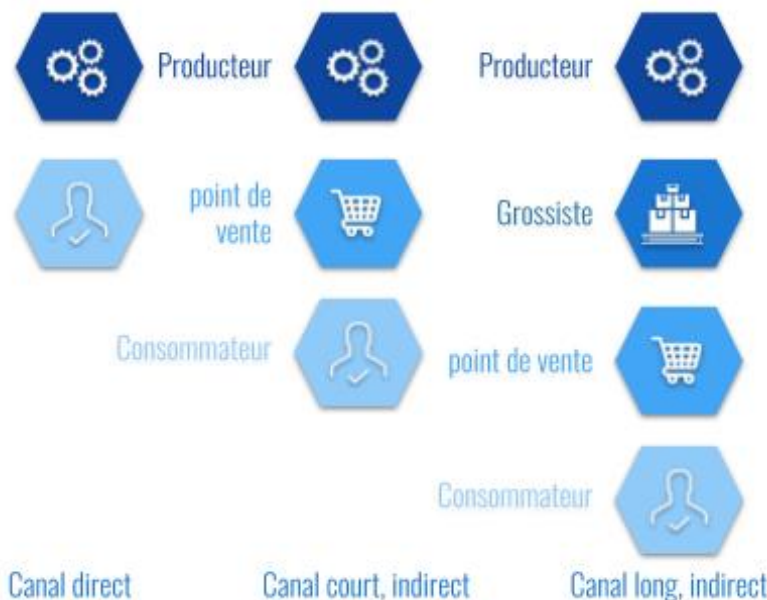 Producteur
Producteur
point de
vente
Grossiste
Consommateur
point de vente
Consommateur
Canal direct
Canal court, indirect
Canal long, indirect